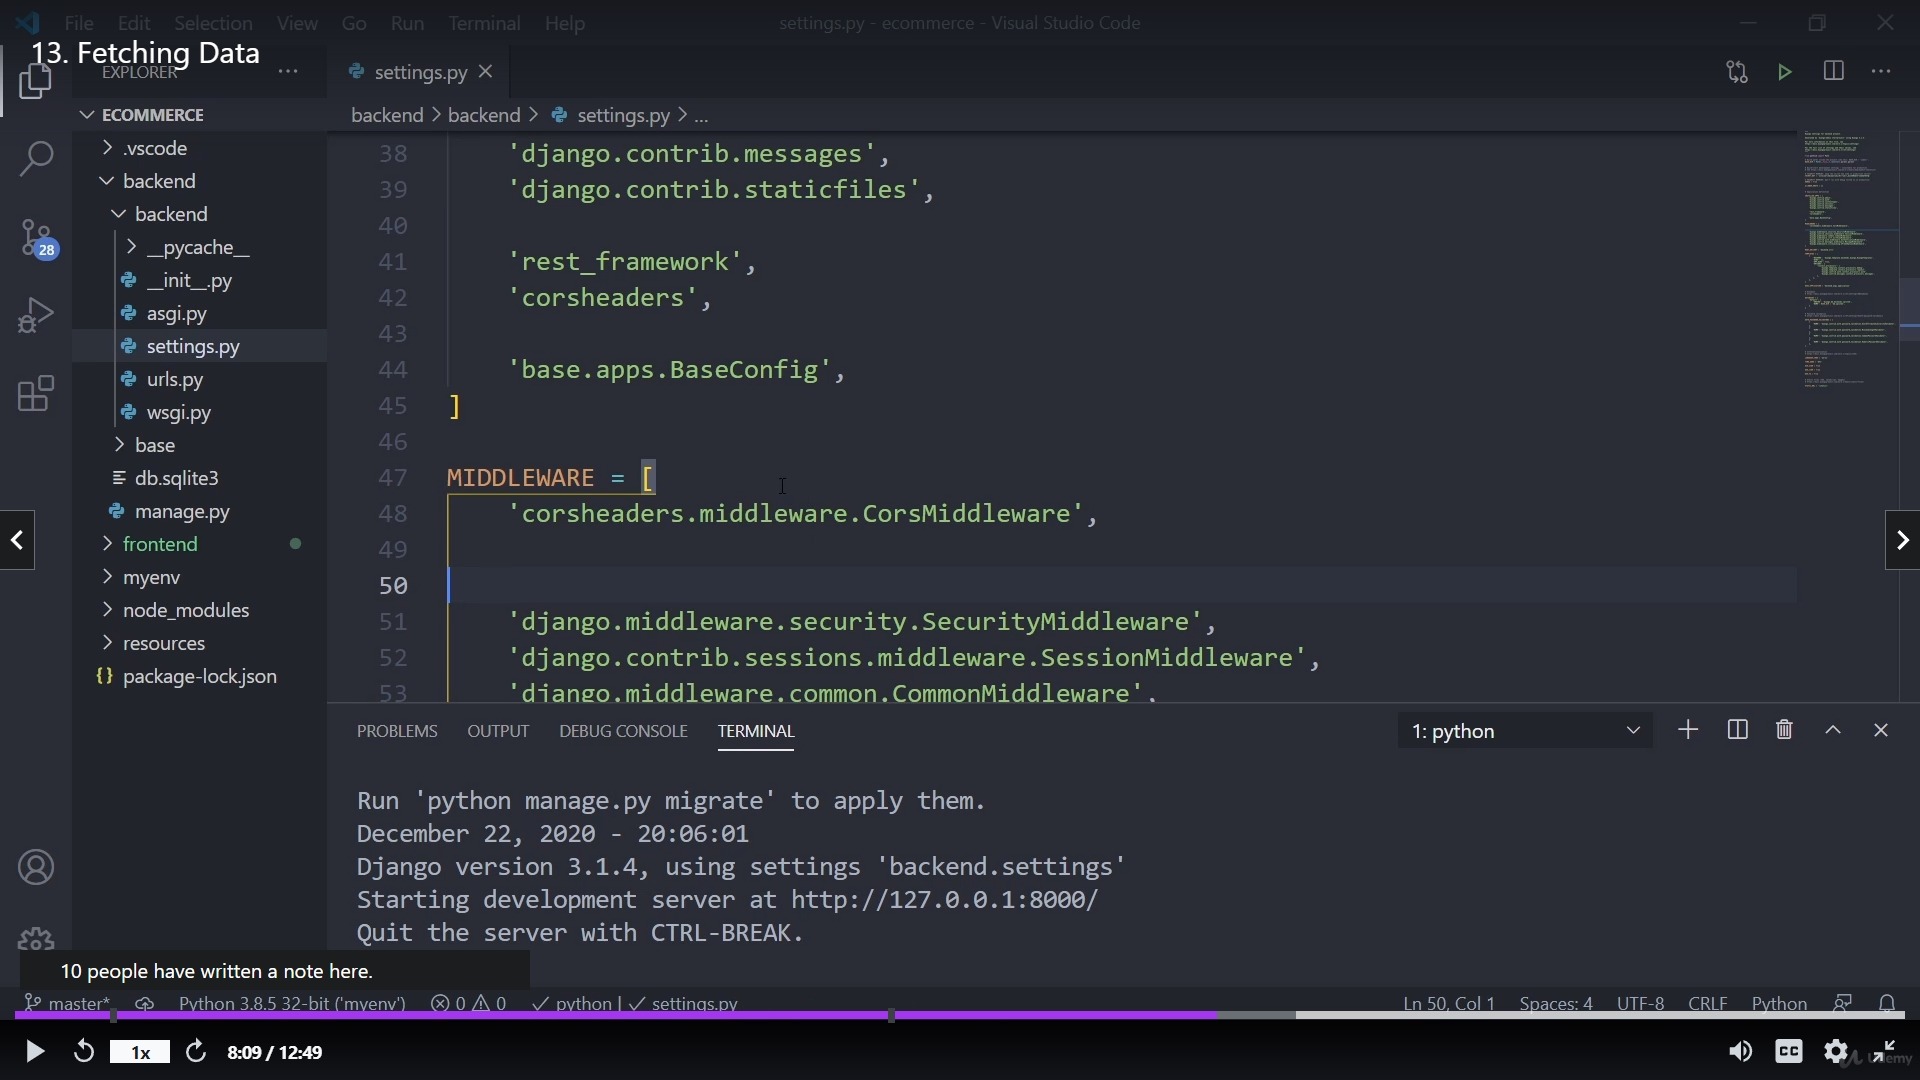 File Edit Selection View Go Run Terminal Help
settings.py - ecommerce - Visual Studio Code
13. Fetching Data
EXPLORER
settings.py
ECOMMERCE
backend > backend > settings.py > ...
.vscode
backend
backend
__pycache__
__init__.py
asgi.py
settings.py
urls.py
wsgi.py
base
db.sqlite3
manage.py
frontend
myenv
node_modules
resources
{} package-lock.json
28
38 'django.contrib.messages',
39 'django.contrib.staticfiles',
40
41 'rest_framework',
42 'corsheaders',
43
44 'base.apps.BaseConfig',
45 ]
46
47 MIDDLEWARE = [
48 'corsheaders.middleware.CorsMiddleware',
49
50
51 'django.middleware.security.SecurityMiddleware',
52 'django.contrib.sessions.middleware.SessionMiddleware',
53 'django.middleware.common.CommonMiddleware',
PROBLEMS OUTPUT DEBUG CONSOLE TERMINAL
1: python
Run 'python manage.py migrate' to apply them.
December 22, 2020 - 20:06:01
Django version 3.1.4, using settings 'backend.settings'
Starting development server at http://127.0.0.1:8000/
Quit the server with CTRL-BREAK.
10 people have written a note here.
master* Python 3.8.5 32-bit ('myenv') 0 0 python | settings.py
Ln 50, Col 1 Spaces: 4 UTF-8 CRLF Python
1x 8:09 / 12:49
CC
Udemy